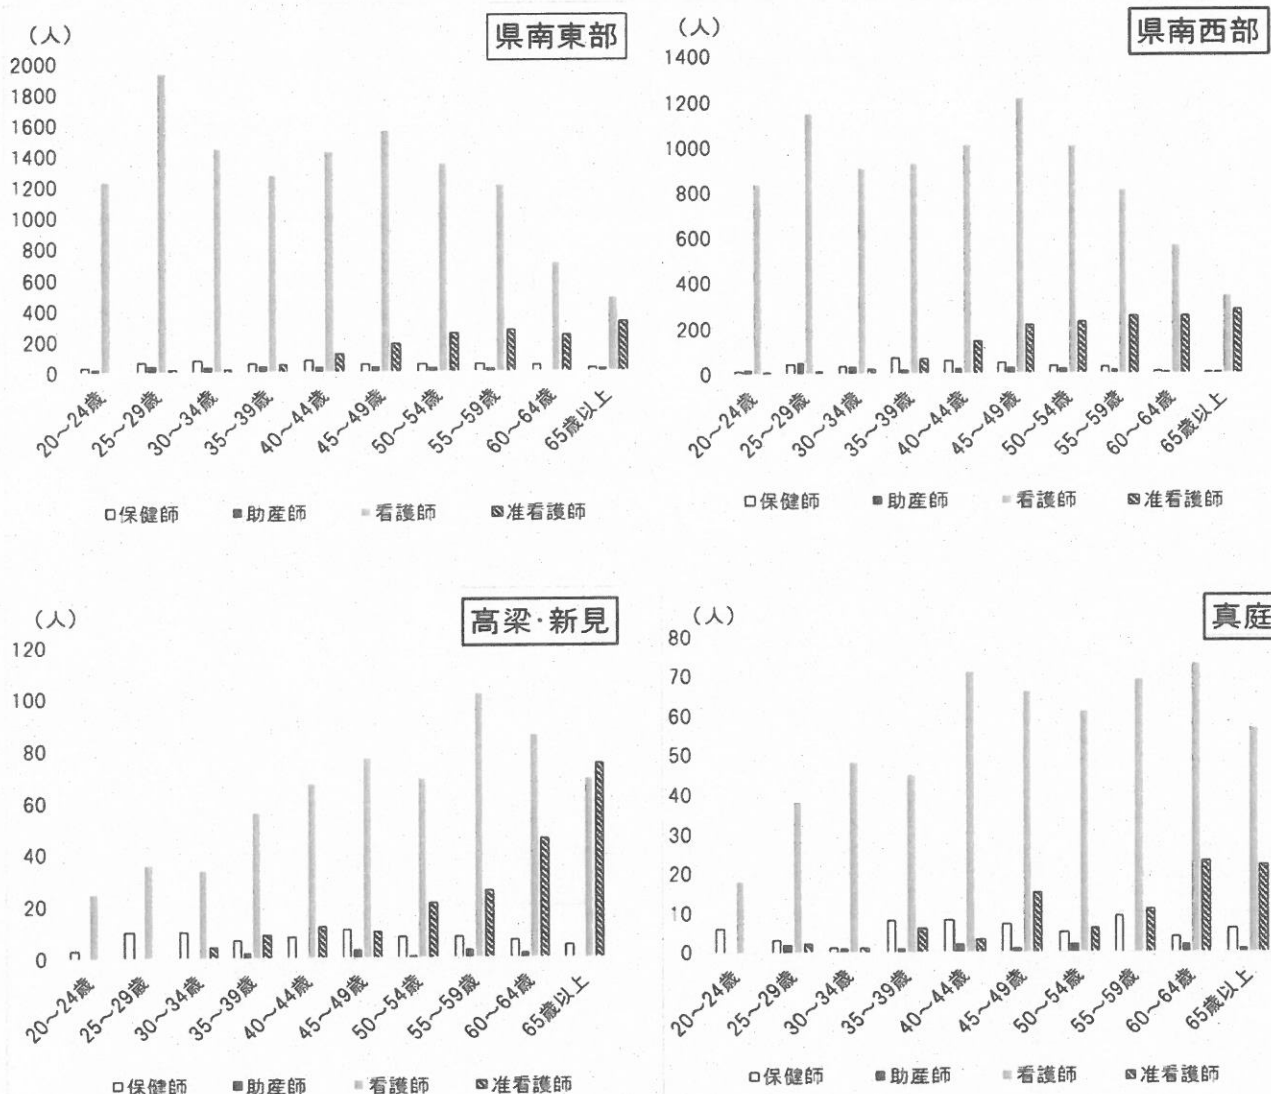 （人）
県南東部
2000
1800
1600
1400
1200
1000
800
600
400
200
0
20～24歳
25～29歳
30～34歳
35～39歳
40～44歳
45～49歳
50～54歳
55～59歳
60～64歳
65歳以上
保健師 助産師 看護師 准看護師
（人）
県南西部
1400
1200
1000
800
600
400
200
0
20～24歳
25～29歳
30～34歳
35～39歳
40～44歳
45～49歳
50～54歳
55～59歳
60～64歳
65歳以上
保健師 助産師 看護師 准看護師
（人）
高梁・新見
120
100
80
60
40
20
0
20～24歳
25～29歳
30～34歳
35～39歳
40～44歳
45～49歳
50～54歳
55～59歳
60～64歳
65歳以上
保健師 助産師 看護師 准看護師
（人）
真庭
80
70
60
50
40
30
20
10
0
20～24歳
25～29歳
30～34歳
35～39歳
40～44歳
45～49歳
50～54歳
55～59歳
60～64歳
65歳以上
保健師 助産師 看護師 准看護師